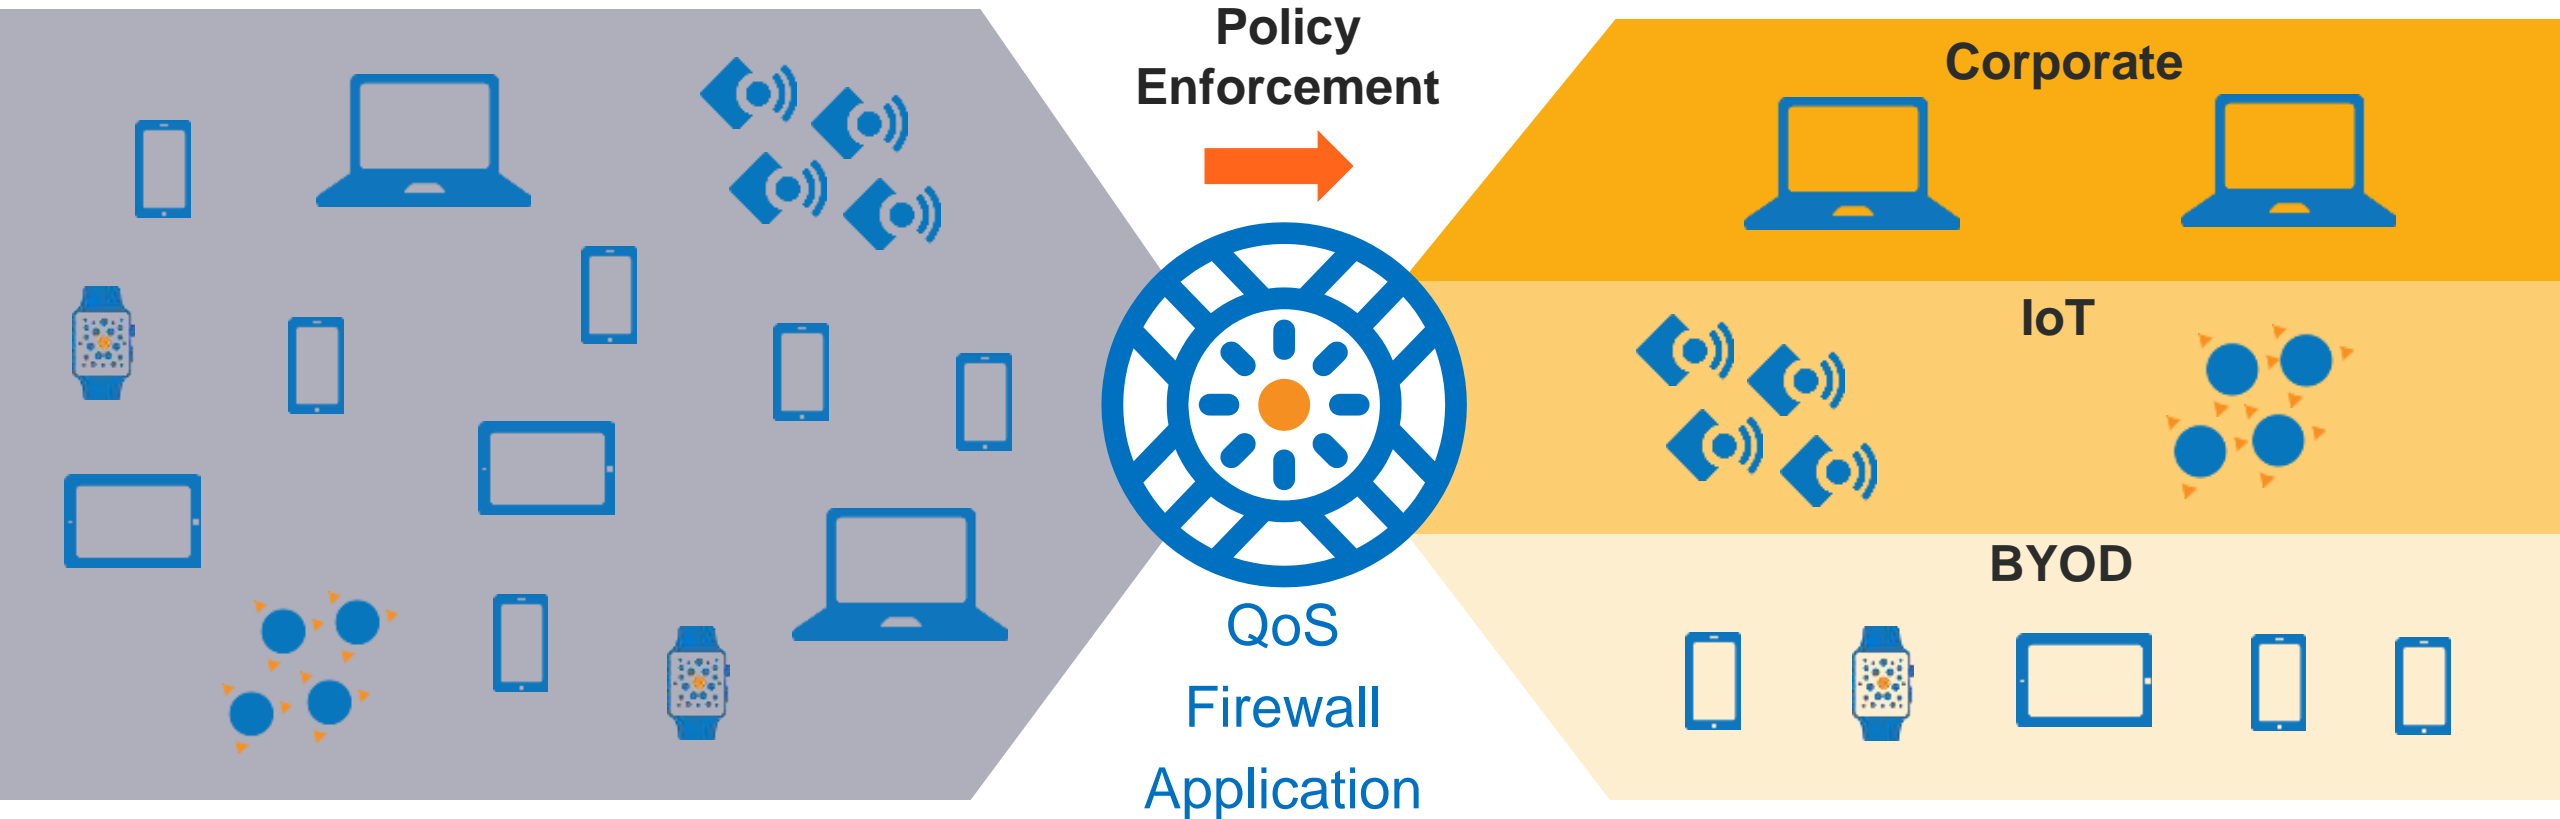 Policy
Enforcement
Corporate
IoT
BYOD
QoS
Firewall
Application